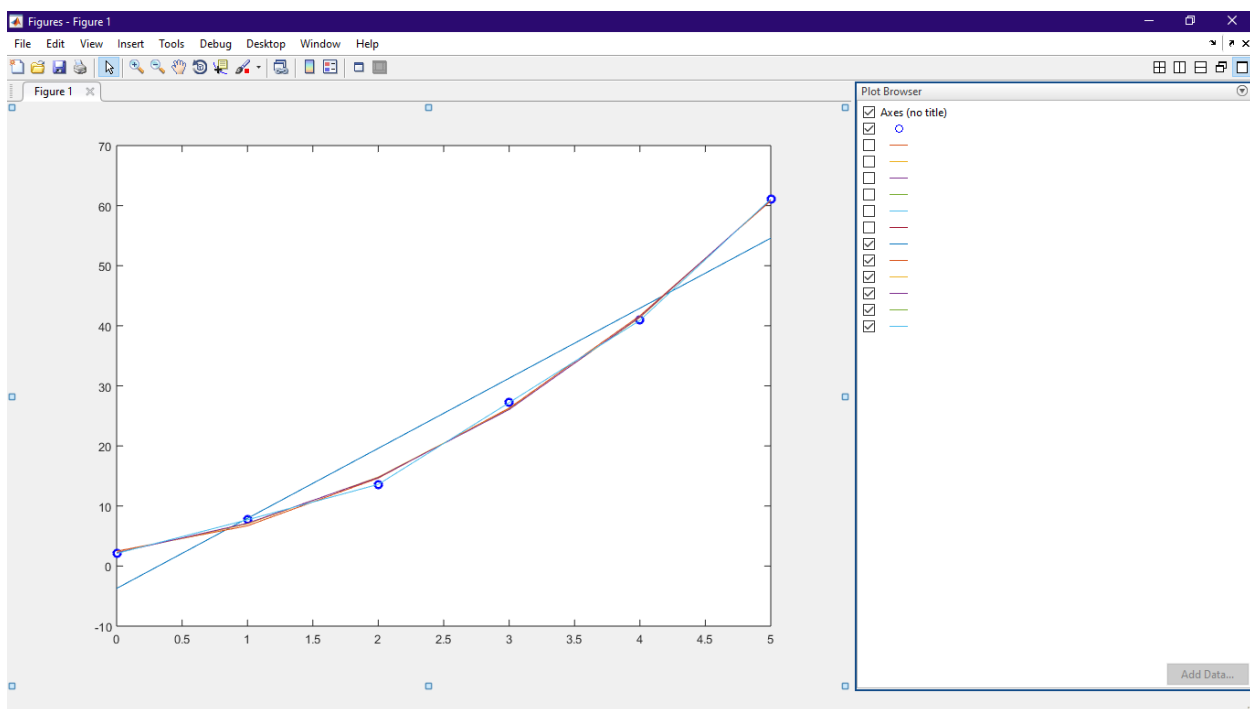 Figures - Figure 1
File Edit View Insert Tools Debug Desktop Window Help
Figure 1
Plot Browser
Axes (no title)
70
60
50
40
30
20
10
0
-10
0 0.5 1 1.5 2 2.5 3 3.5 4 4.5 5
Add Data...